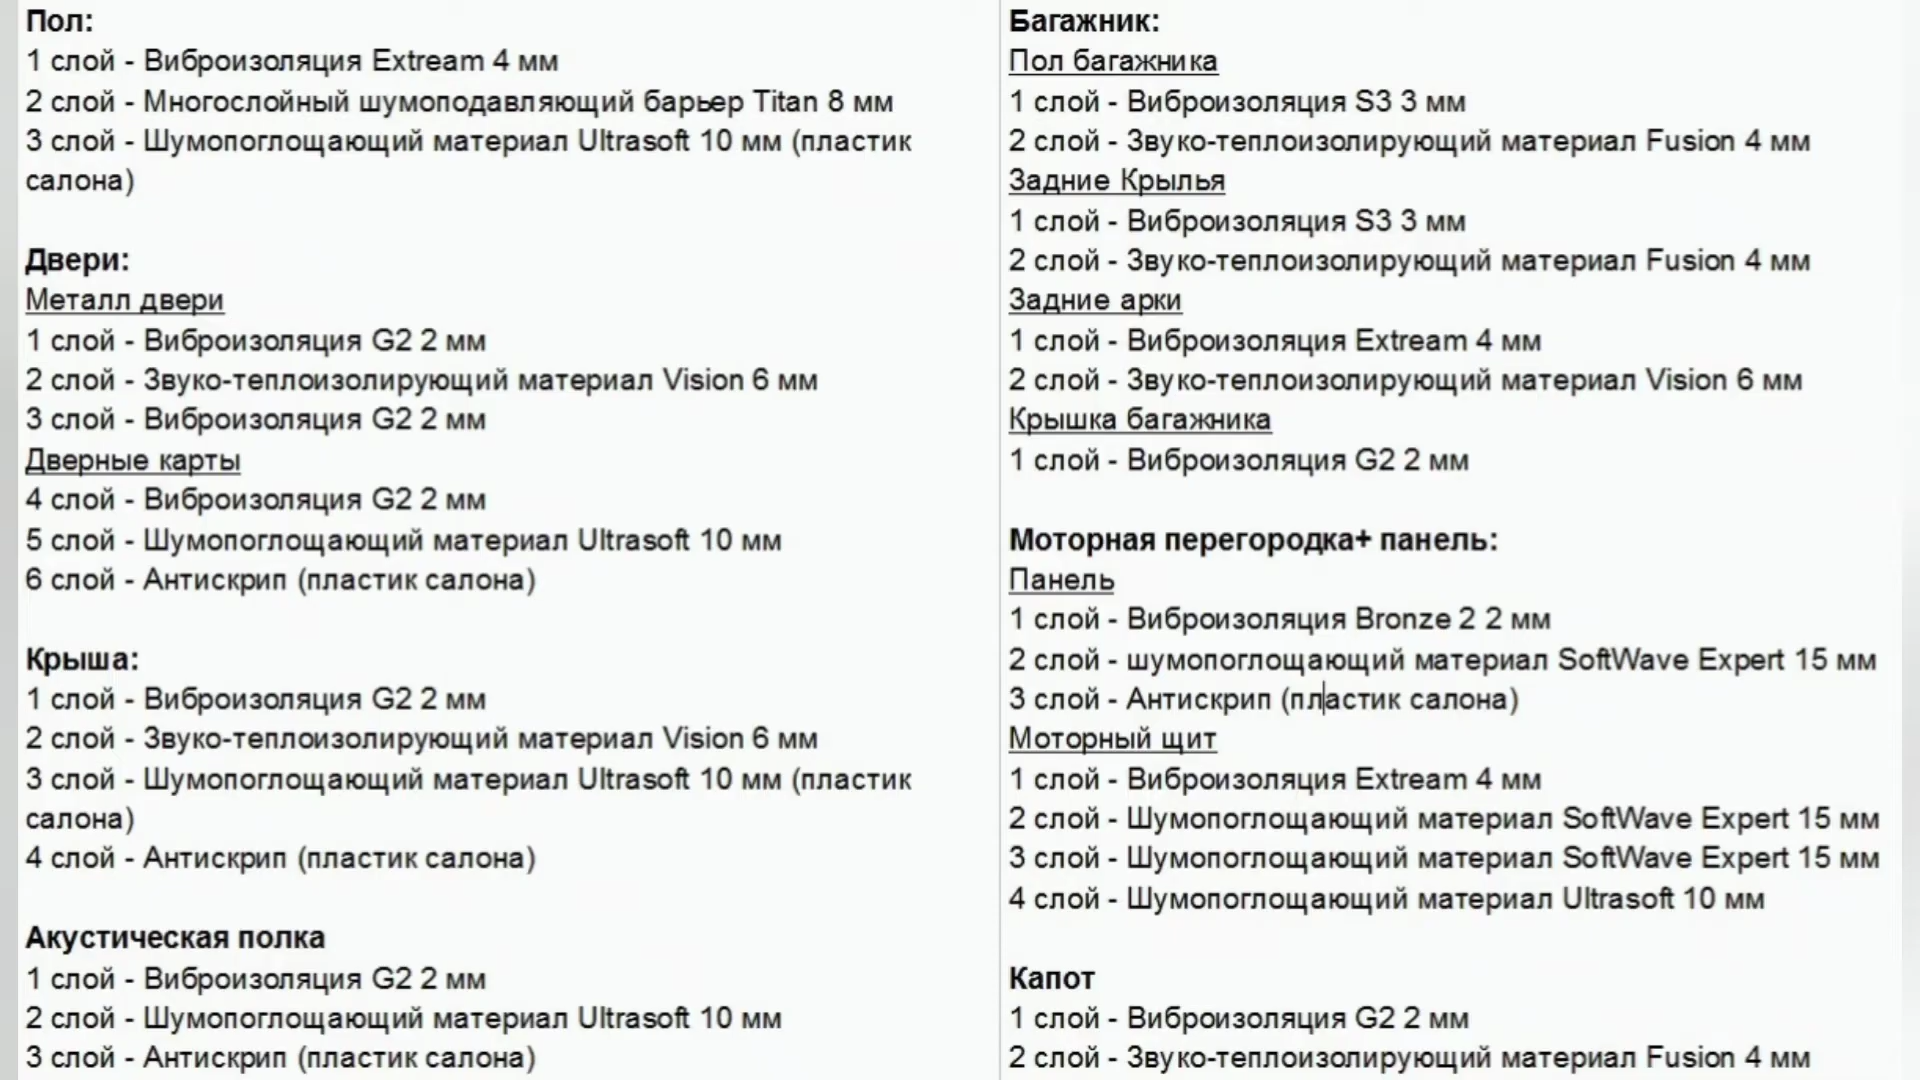 Пол:
1 слой - Виброизоляция Extream 4 мм
2 слой - Многослойный шумоподавляющий барьер Titan 8 мм
3 слой - Шумопоглощающий материал Ultrasoft 10 мм (пластик
салона)
Двери:
Металл двери
1 слой - Виброизоляция G2 2 мм
2 слой - Звуко-теплоизолирующий материал Vision 6 мм
3 слой - Виброизоляция G2 2 мм
Дверные карты
4 слой - Виброизоляция G2 2 мм
5 слой - Шумопоглощающий материал Ultrasoft 10 мм
6 слой - Антискрип (пластик салона)
Крыша:
1 слой - Виброизоляция G2 2 мм
2 слой - Звуко-теплоизолирующий материал Vision 6 мм
3 слой - Шумопоглощающий материал Ultrasoft 10 мм (пластик
салона)
4 слой - Антискрип (пластик салона)
Акустическая полка
1 слой - Виброизоляция G2 2 мм
2 слой - Шумопоглощающий материал Ultrasoft 10 мм
3 слой - Антискрип (пластик салона)
Багажник:
Пол багажника
1 слой - Виброизоляция S3 3 мм
2 слой - Звуко-теплоизолирующий материал Fusion 4 мм
Задние Крылья
1 слой - Виброизоляция S3 3 мм
2 слой - Звуко-теплоизолирующий материал Fusion 4 мм
Задние арки
1 слой - Виброизоляция Extream 4 мм
2 слой - Звуко-теплоизолирующий материал Vision 6 мм
Крышка багажника
1 слой - Виброизоляция G2 2 мм
Моторная перегородка+ панель:
Панель
1 слой - Виброизоляция Bronze 2 2 мм
2 слой - шумопоглощающий материал SoftWave Expert 15 мм
3 слой - Антискрип (пластик салона)
Моторный щит
1 слой - Виброизоляция Extream 4 мм
2 слой - Шумопоглощающий материал SoftWave Expert 15 мм
3 слой - Шумопоглощающий материал SoftWave Expert 15 мм
4 слой - Шумопоглощающий материал Ultrasoft 10 мм
Капот
1 слой - Виброизоляция G2 2 мм
2 слой - Звуко-теплоизолирующий материал Fusion 4 мм